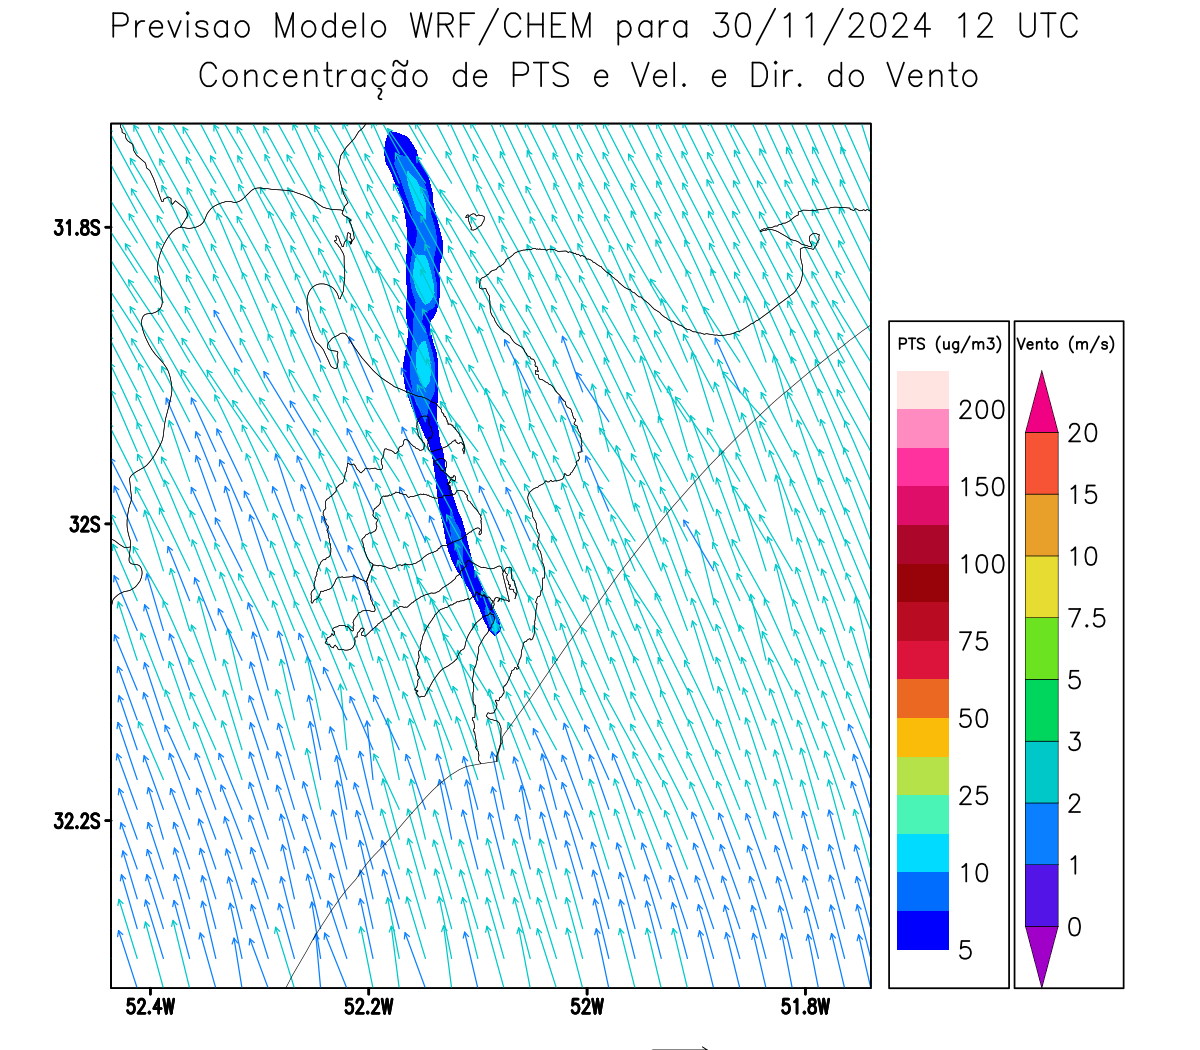 Previsao Modelo WRF/CHEM para 30/11/2024 12 UTC
Concentração de PTS e Vel. e Dir. do Vento
31.8S
32S
32.2S
52.4W
52.2W
52W
51.8W
PTS (ug/m3)
200
150
100
75
50
25
10
5
Vento (m/s)
20
15
10
7.5
5
3
2
1
0